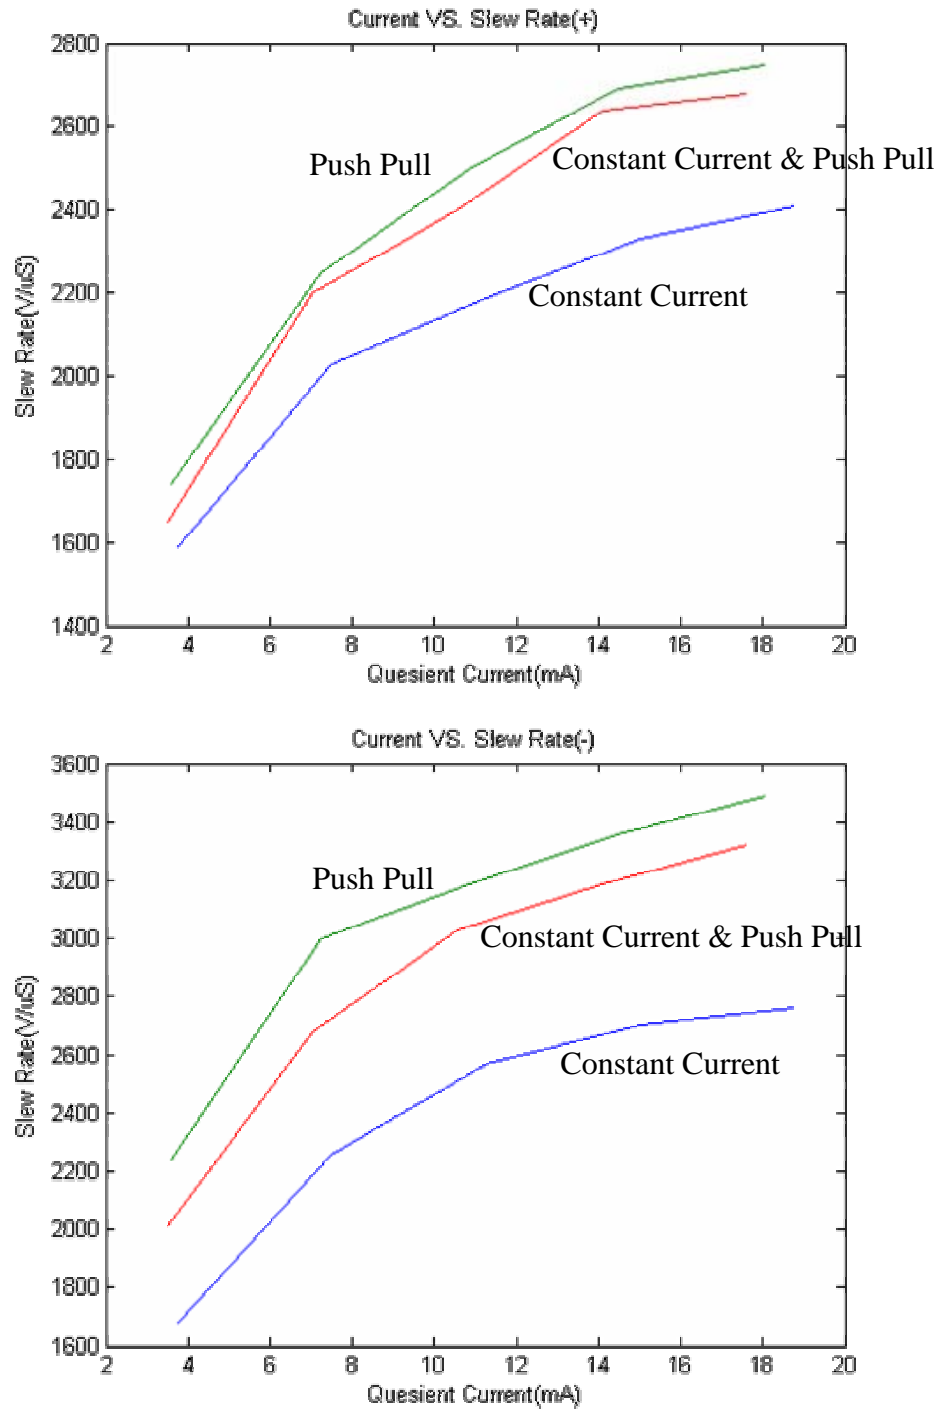 Current VS. Slew Rate(+)
2800
2600
2400
2200
2000
1800
1600
1400
Slew Rate(V/uS)
Push Pull
Constant Current & Push Pull
Constant Current
2 4 6 8 10 12 14 16 18 20
Quesient Current(mA)
Current VS. Slew Rate(-)
3600
3400
3200
3000
2800
2600
2400
2200
2000
1800
1600
Slew Rate(V/uS)
Push Pull
Constant Current & Push Pull
Constant Current
2 4 6 8 10 12 14 16 18 20
Quesient Current(mA)